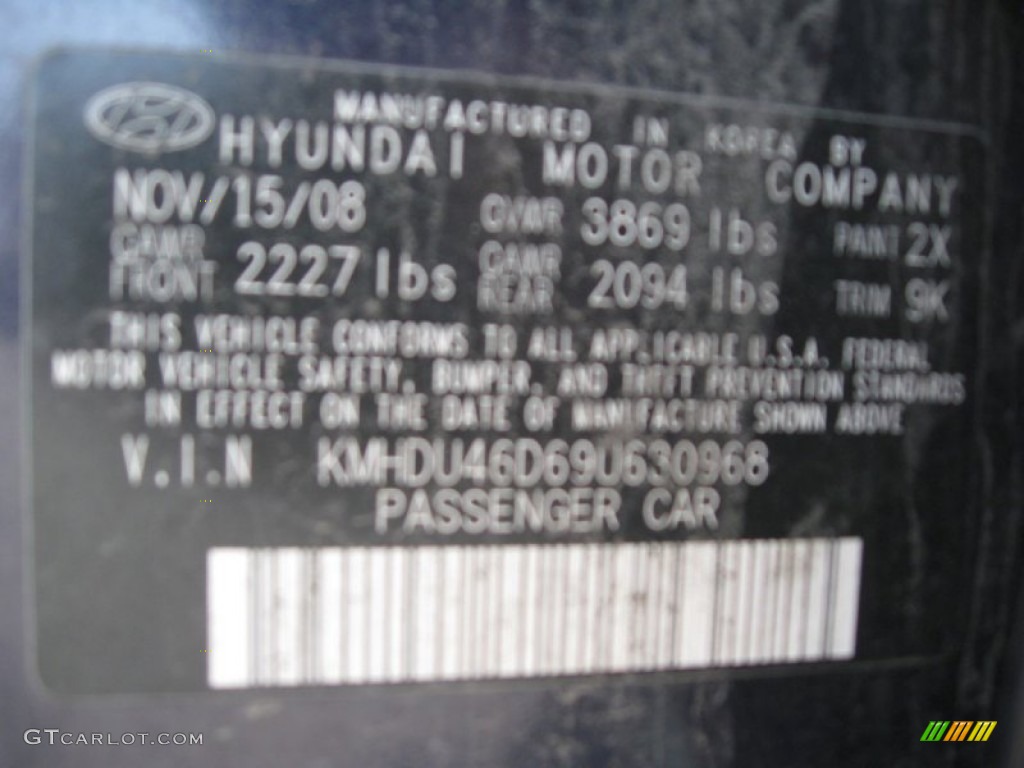 MANUFACTURED IN KOREA BY
HYUNDAI MOTOR COMPANY
NOV/15/08 GVWR 3869 lbs PAINT 2X
GAWR FRONT 2227 lbs GAWR REAR 2094 lbs TRIM 9K
THIS VEHICLE CONFORMS TO ALL APPLICABLE U.S.A. FEDERAL
MOTOR VEHICLE SAFETY, BUMPER, AND THEFT PREVENTION STANDARDS
IN EFFECT ON THE DATE OF MANUFACTURE SHOWN ABOVE
V.I.N KMHDU46D69U630968
PASSENGER CAR
GTCARLOT.COM